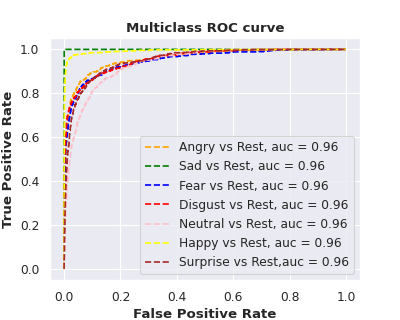 Multiclass ROC curve
True Positive Rate
1.0
0.8
0.6
0.4
0.2
0.0
Angry vs Rest, auc = 0.96
Sad vs Rest, auc = 0.96
Fear vs Rest, auc = 0.96
Disgust vs Rest, auc = 0.96
Neutral vs Rest, auc = 0.96
Happy vs Rest, auc = 0.96
Surprise vs Rest,auc = 0.96
0.0 0.2 0.4 0.6 0.8 1.0
False Positive Rate